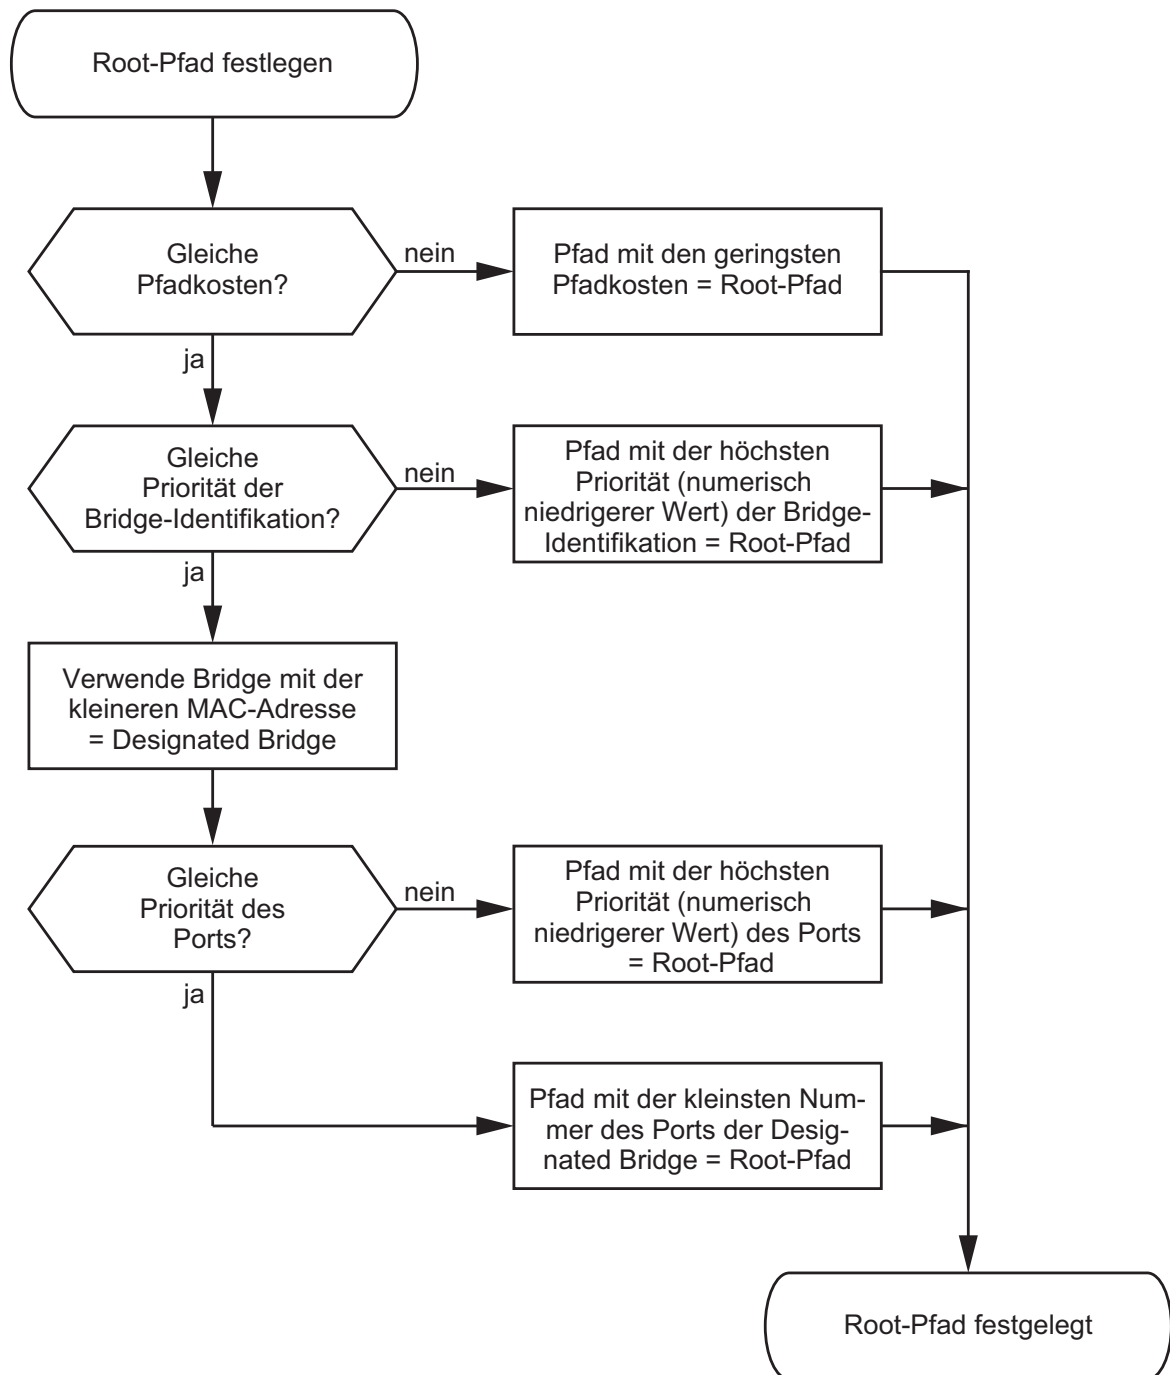 Root-Pfad festlegen
Gleiche
Pfadkosten?
nein
Pfad mit den geringsten
Pfadkosten = Root-Pfad
ja
Gleiche
Priorität der
Bridge-Identifikation?
nein
Pfad mit der höchsten
Priorität (numerisch
niedrigerer Wert) der Bridge-
Identifikation = Root-Pfad
ja
Verwende Bridge mit der
kleineren MAC-Adresse
= Designated Bridge
Gleiche
Priorität des
Ports?
nein
Pfad mit der höchsten
Priorität (numerisch
niedrigerer Wert) des Ports
= Root-Pfad
ja
Pfad mit der kleinsten Num-
mer des Ports der Desig-
nated Bridge = Root-Pfad
Root-Pfad festgelegt